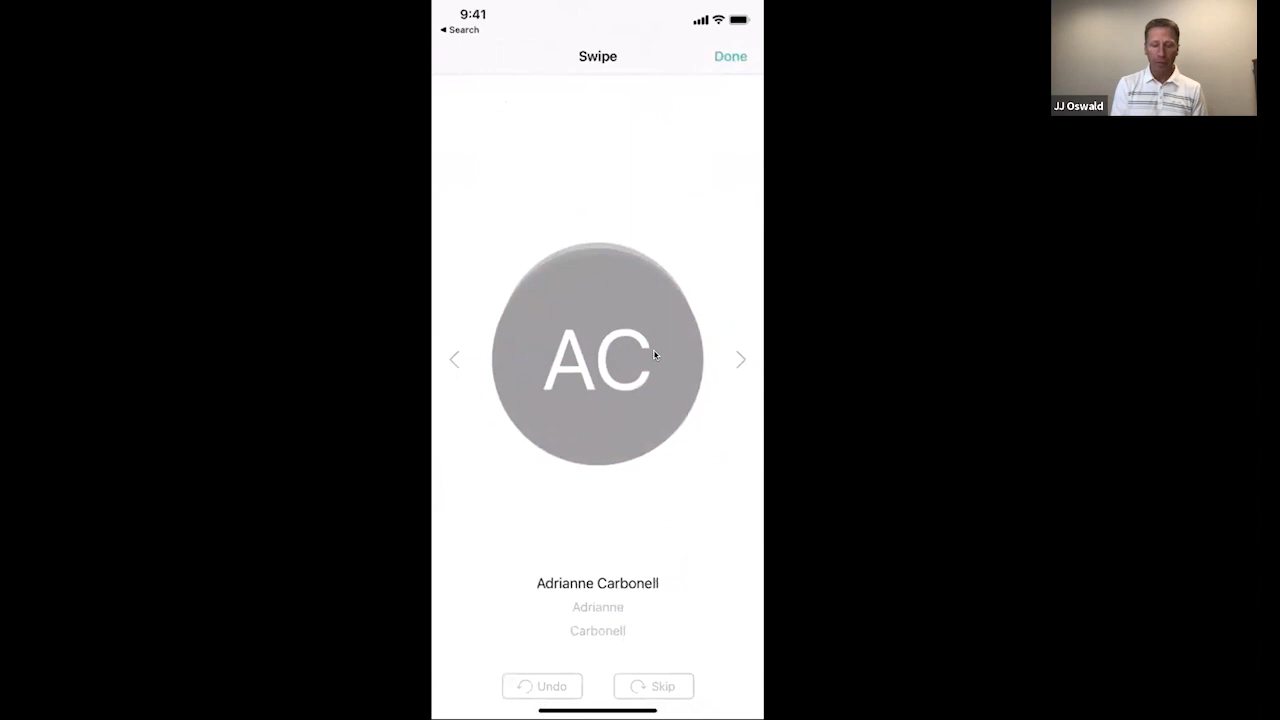 9:41
◀ Search
Swipe
Done
JJ Oswald
AC
Adrianne Carbonell
Adrianne
Carbonell
Undo
Skip